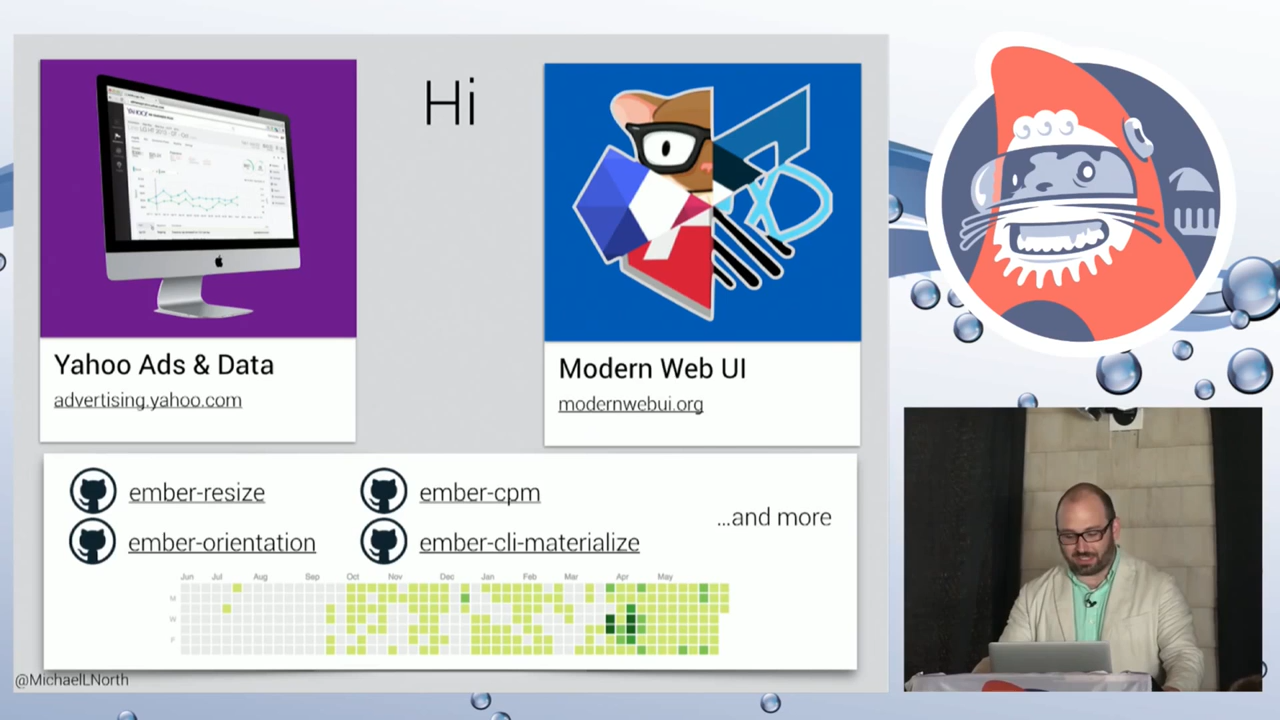 Hi
Yahoo Ads & Data
advertising.yahoo.com
Modern Web UI
modernwebui.org
ember-resize
ember-cpm
...and more
ember-orientation
ember-cli-materialize
Jun Jul Aug Sep Oct Nov Dec Jan Feb Mar Apr May
M
W
F
@MichaelLNorth